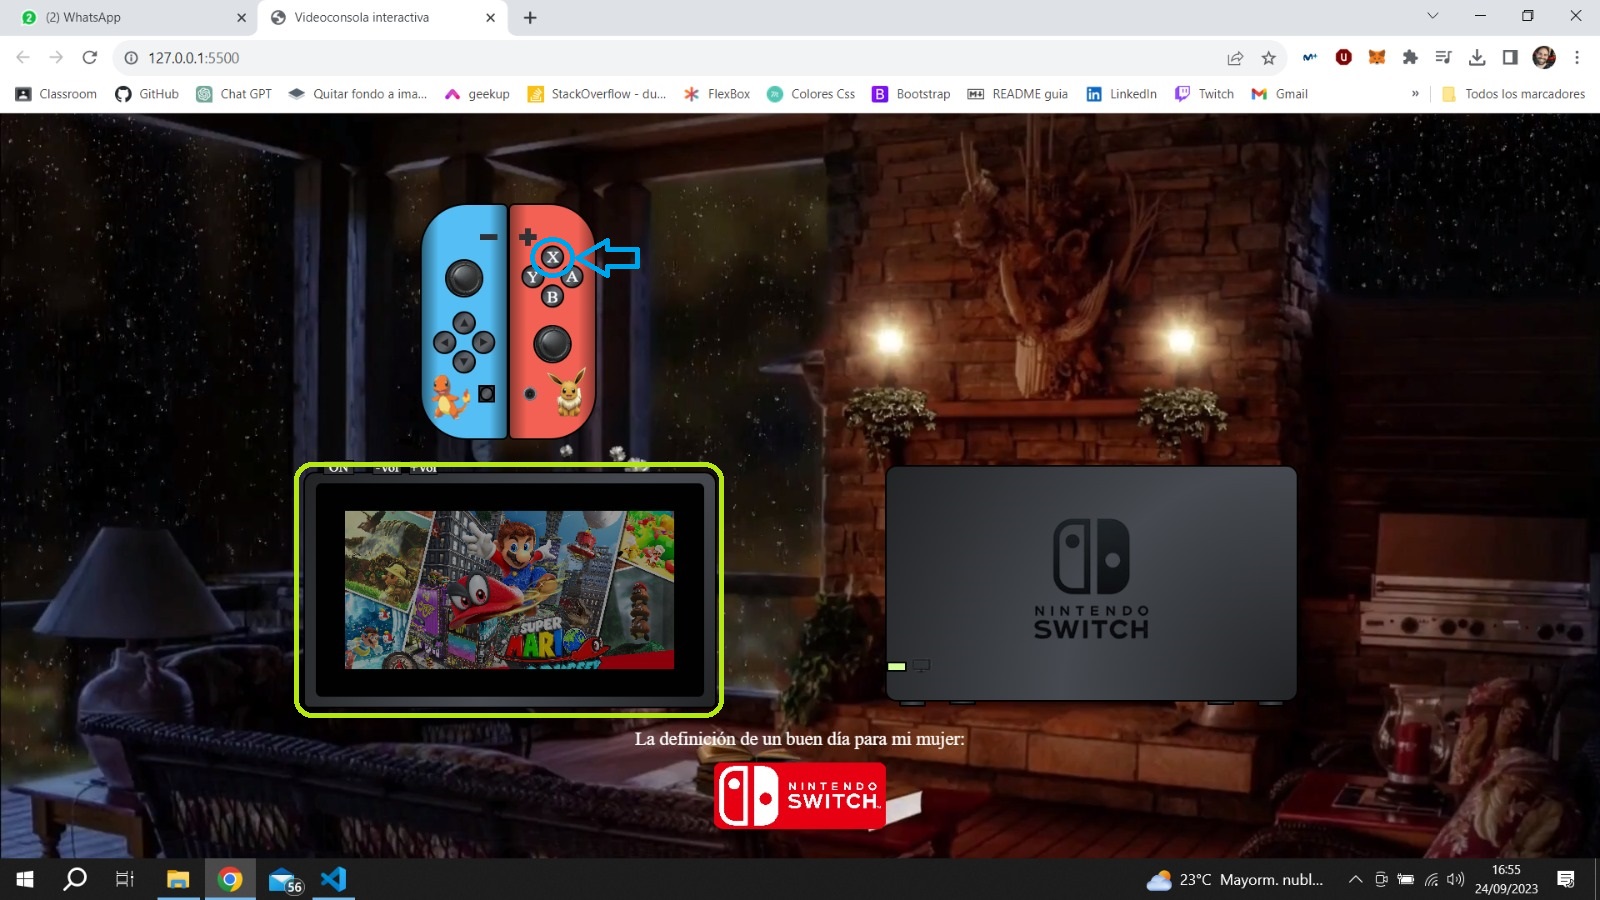 (2) WhatsApp
Videoconsola interactiva
127.0.0.1:5500
Classroom
GitHub
Chat GPT
Quitar fondo a ima...
geekup
StackOverflow - du...
FlexBox
Colores Css
Bootstrap
README guia
LinkedIn
Twitch
Gmail
»
Todos los marcadores
X
Y
A
B
ON
-Vol
+Vol
SUPER
MARIO
ODYSSEY
NINTENDO
SWITCH
La definición de un buen día para mi mujer:
NINTENDO
SWITCH
56
23°C Mayorm. nubl...
16:55
24/09/2023